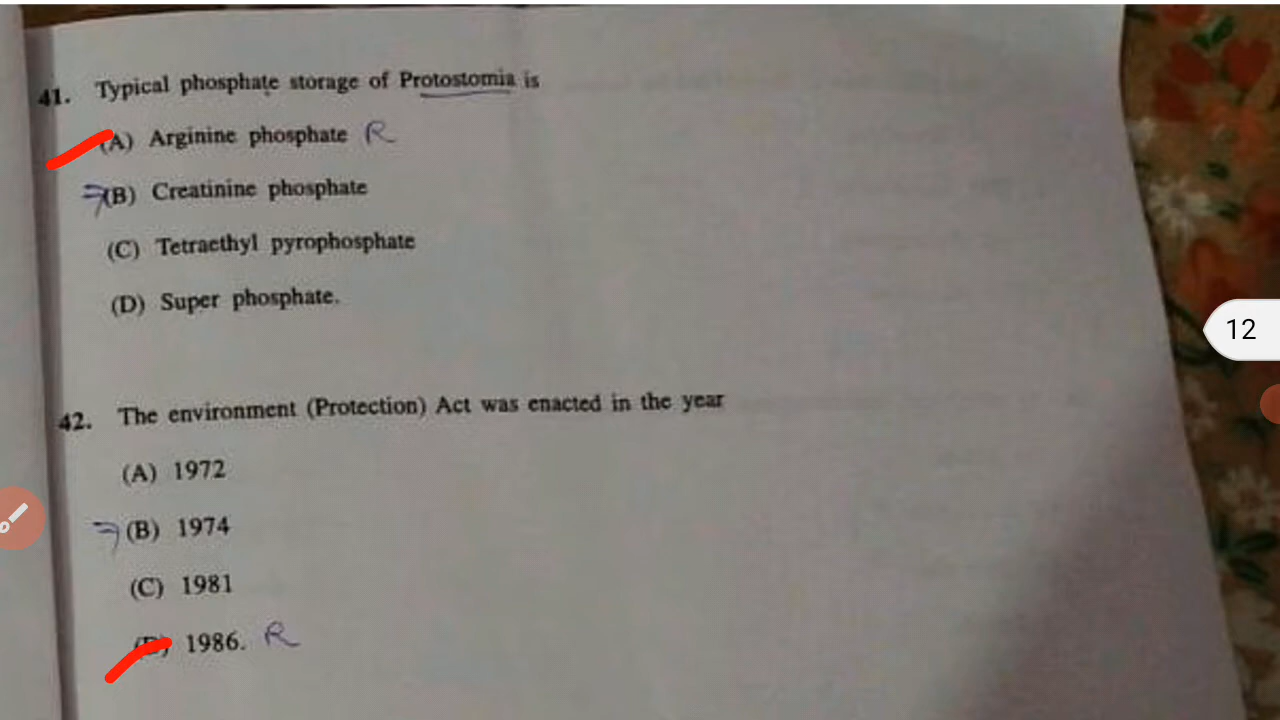 41. Typical phosphate storage of Protostomia is
(A) Arginine phosphate R
(B) Creatinine phosphate
(C) Tetraethyl pyrophosphate
(D) Super phosphate.
12
42. The environment (Protection) Act was enacted in the year
(A) 1972
(B) 1974
(C) 1981
(D) 1986. R